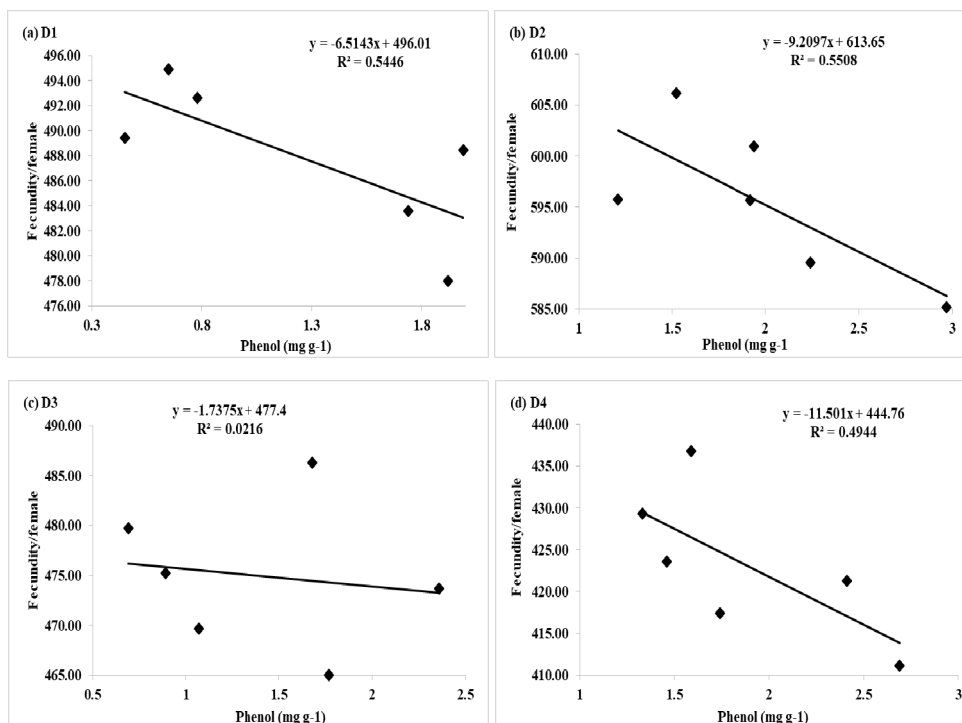 (a) D1
y = -6.5143x + 496.01
R² = 0.5446
Fecundity/female
496.00
494.00
492.00
490.00
488.00
486.00
484.00
482.00
480.00
478.00
476.00
0.3 0.8 1.3 1.8
Phenol (mg g-1)
(b) D2
y = -9.2097x + 613.65
R² = 0.5508
Fecundity/female
610.00
605.00
600.00
595.00
590.00
585.00
1 1.5 2 2.5 3
Phenol (mg g-1
(c) D3
y = -1.7375x + 477.4
R² = 0.0216
Fecundity/female
490.00
485.00
480.00
475.00
470.00
465.00
0.5 1 1.5 2 2.5
Phenol (mg g-1)
(d) D4
y = -11.501x + 444.76
R² = 0.4944
Fecundity/female
440.00
435.00
430.00
425.00
420.00
415.00
410.00
1 1.5 2 2.5 3
Phenol (mg g-1)